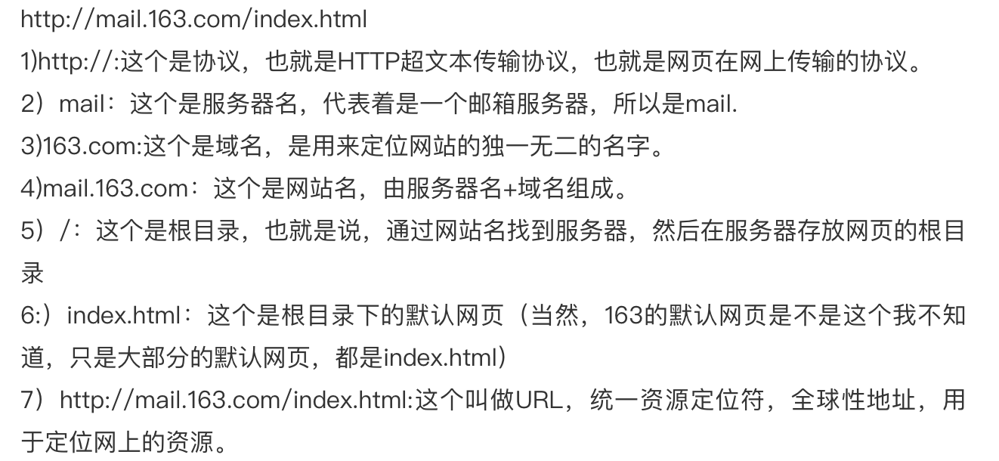 http://mail.163.com/index.html
1)http://:这个是协议，也就是HTTP超文本传输协议，也就是网页在网上传输的协议。
2）mail：这个是服务器名，代表着是一个邮箱服务器，所以是mail.
3)163.com:这个是域名，是用来定位网站的独一无二的名字。
4)mail.163.com：这个是网站名，由服务器名+域名组成。
5）/：这个是根目录，也就是说，通过网站名找到服务器，然后在服务器存放网页的根目
录
6:）index.html：这个是根目录下的默认网页（当然，163的默认网页是不是这个我不知
道，只是大部分的默认网页，都是index.html）
7）http://mail.163.com/index.html:这个叫做URL，统一资源定位符，全球性地址，用
于定位网上的资源。